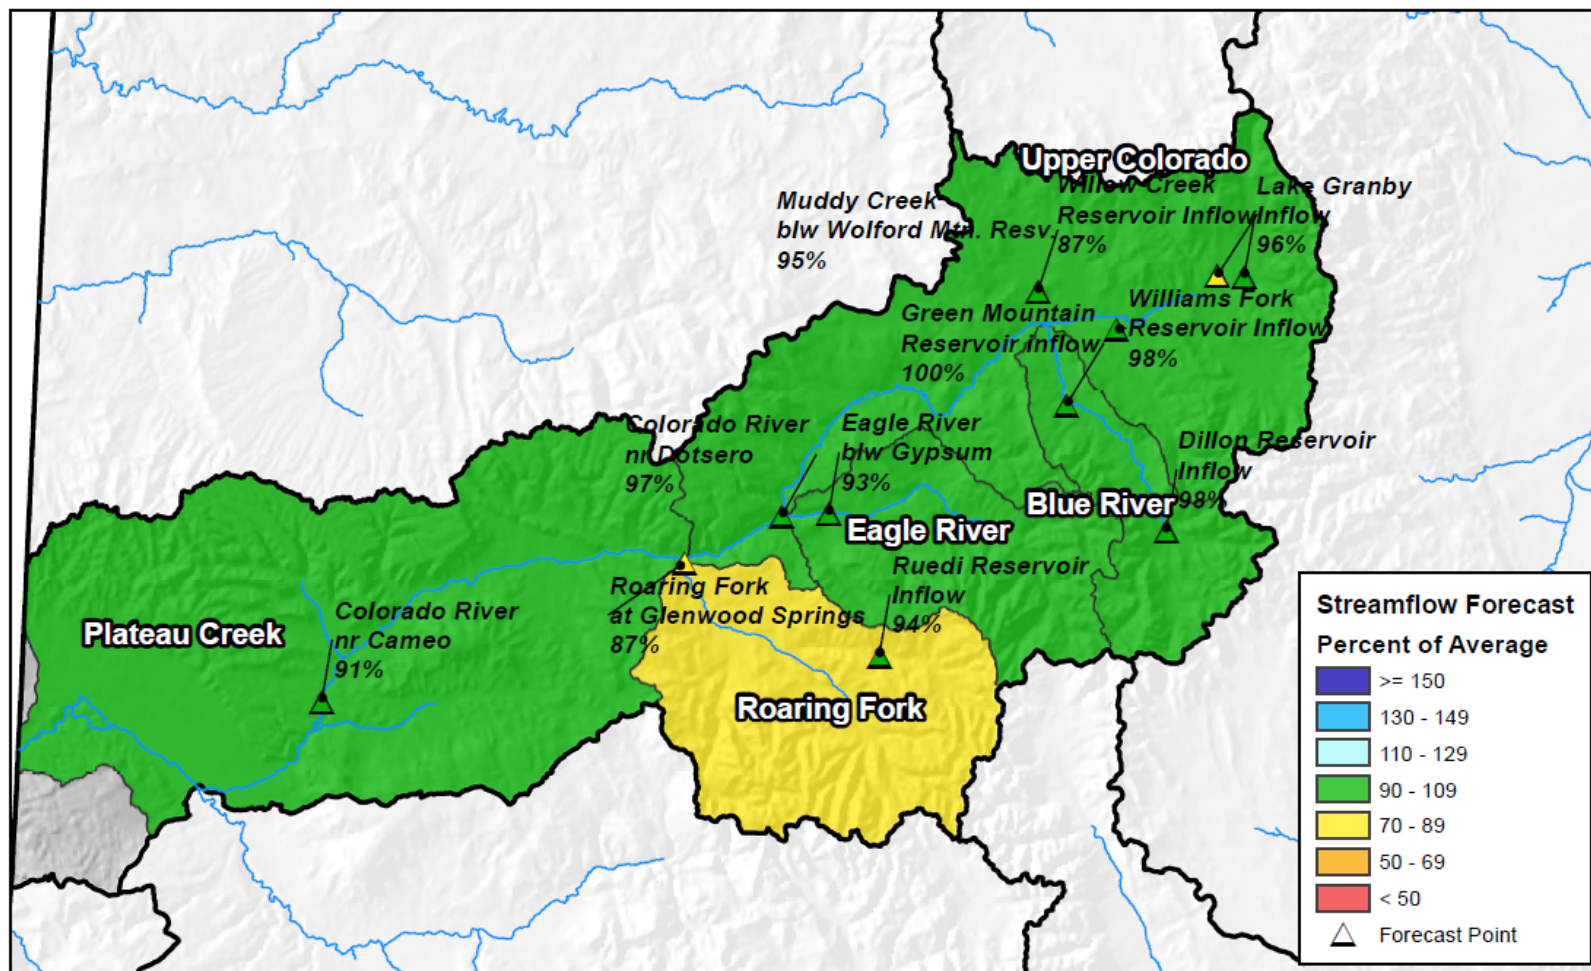 Upper Colorado
Muddy Creek
blw Wolford Mtn. Resv.
95%
Willow Creek
Reservoir Inflow
87%
Lake Granby
Inflow
96%
Green Mountain
Reservoir inflow
100%
Williams Fork
Reservoir Inflow
98%
Colorado River
nr Dotsero
97%
Eagle River
blw Gypsum
93%
Dillon Reservoir
Inflow
98%
Blue River
Eagle River
Ruedi Reservoir
Inflow
94%
Roaring Fork
at Glenwood Springs
87%
Colorado River
nr Cameo
91%
Plateau Creek
Roaring Fork
Streamflow Forecast
Percent of Average
>= 150
130 - 149
110 - 129
90 - 109
70 - 89
50 - 69
< 50
Forecast Point